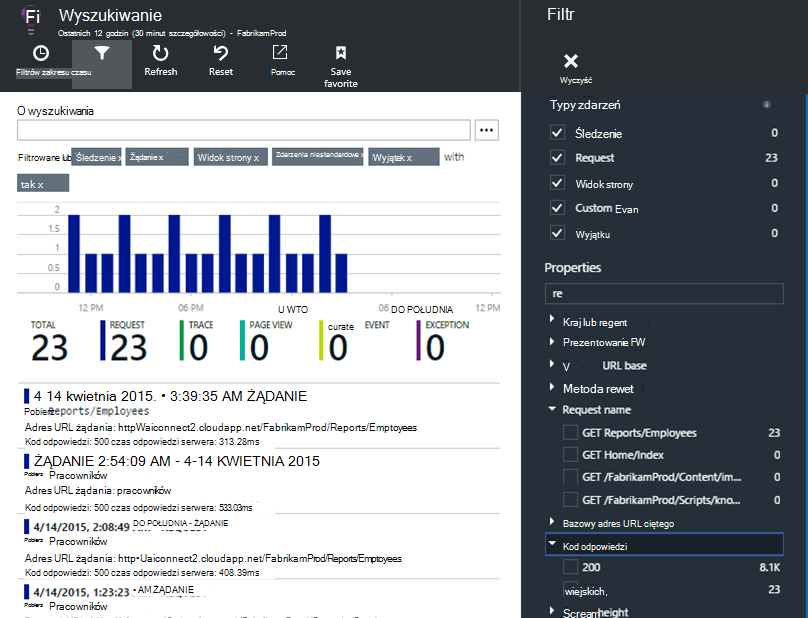 Fi Wyszukiwanie
Ostatnich 12 godzin (30 minut szczegółowości) - FabrikamProd
Filtrów zakresu czasu
Refresh
Reset
Pomoc
Save
favorite
O wyszukiwania
...
Filtrowane lub Śledzenie x Żądanie x Widok strony x Zdarzenia niestandardowe x Wyjątek x with
tak x
2
1.5
1
0.5
0
12 PM 06 PM U WTO 06 DO POŁUDNIA 12 PM
TOTAL REQUEST TRACE PAGE VIEW curate EVENT EXCEPTION
23 23 0 0 0 0
4 14 kwietnia 2015. • 3:39:35 AM ŻĄDANIE
Pobierz Reports/Employees
Adres URL żądania: httpWaiconnect2.cloudapp.net/FabrikamProd/Reports/Emptoyees
Kod odpowiedzi: 500 czas odpowiedzi serwera: 313.28ms
ŻĄDANIE 2:54:09 AM - 4-14 KWIETNIA 2015
Pobierz Pracowników
Adres URL żądania: pracowników
Kod odpowiedzi: 500 czas odpowiedzi serwera: 533.03ms
4/14/2015, 2:08:49 DO POŁUDNIA - ŻĄDANIE
Pobierz Pracowników
Adres URL żądania: http•Uaiconnect2.cloudapp.net/FabrikamProd/Reports/Emptoyees
Kod odpowiedzi: 500 czas odpowiedzi serwera: 408.39ms
4/14/2015, 1:23:23 • AM ŻĄDANIE
Pobierz Pracowników
Filtr
Wyczyść
Typy zdarzeń
Śledzenie 0
Request 23
Widok strony 0
Custom Evan 0
Wyjątku 0
Properties
re
Kraj lub regent
Prezentowanie FW
V URL base
Metoda rewet
Request name
GET Reports/Employees 23
GET Home/Index 0
GET /FabrikamProd/Content/im... 0
GET /FabrikamProd/Scripts/kno... 0
Bazowy adres URL ciętego
Kod odpowiedzi
200 8.1K
wiejskich, 23
Screamheight